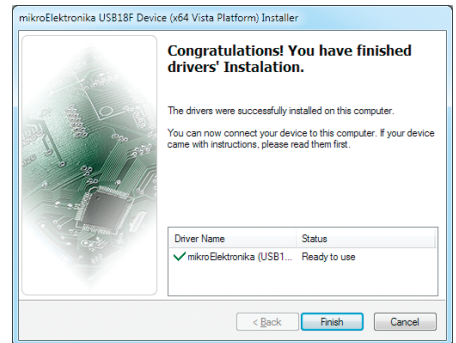 mikroElektronika USB18F Device (x64 Vista Platform) Installer
Congratulations! You have finished
drivers' Instalation.
The drivers were successfully installed on this computer.
You can now connect your device to this computer. If your device
came with instructions, please read them first.
Driver Name Status
mikroElektronika (USB1... Ready to use
< Back Finish Cancel